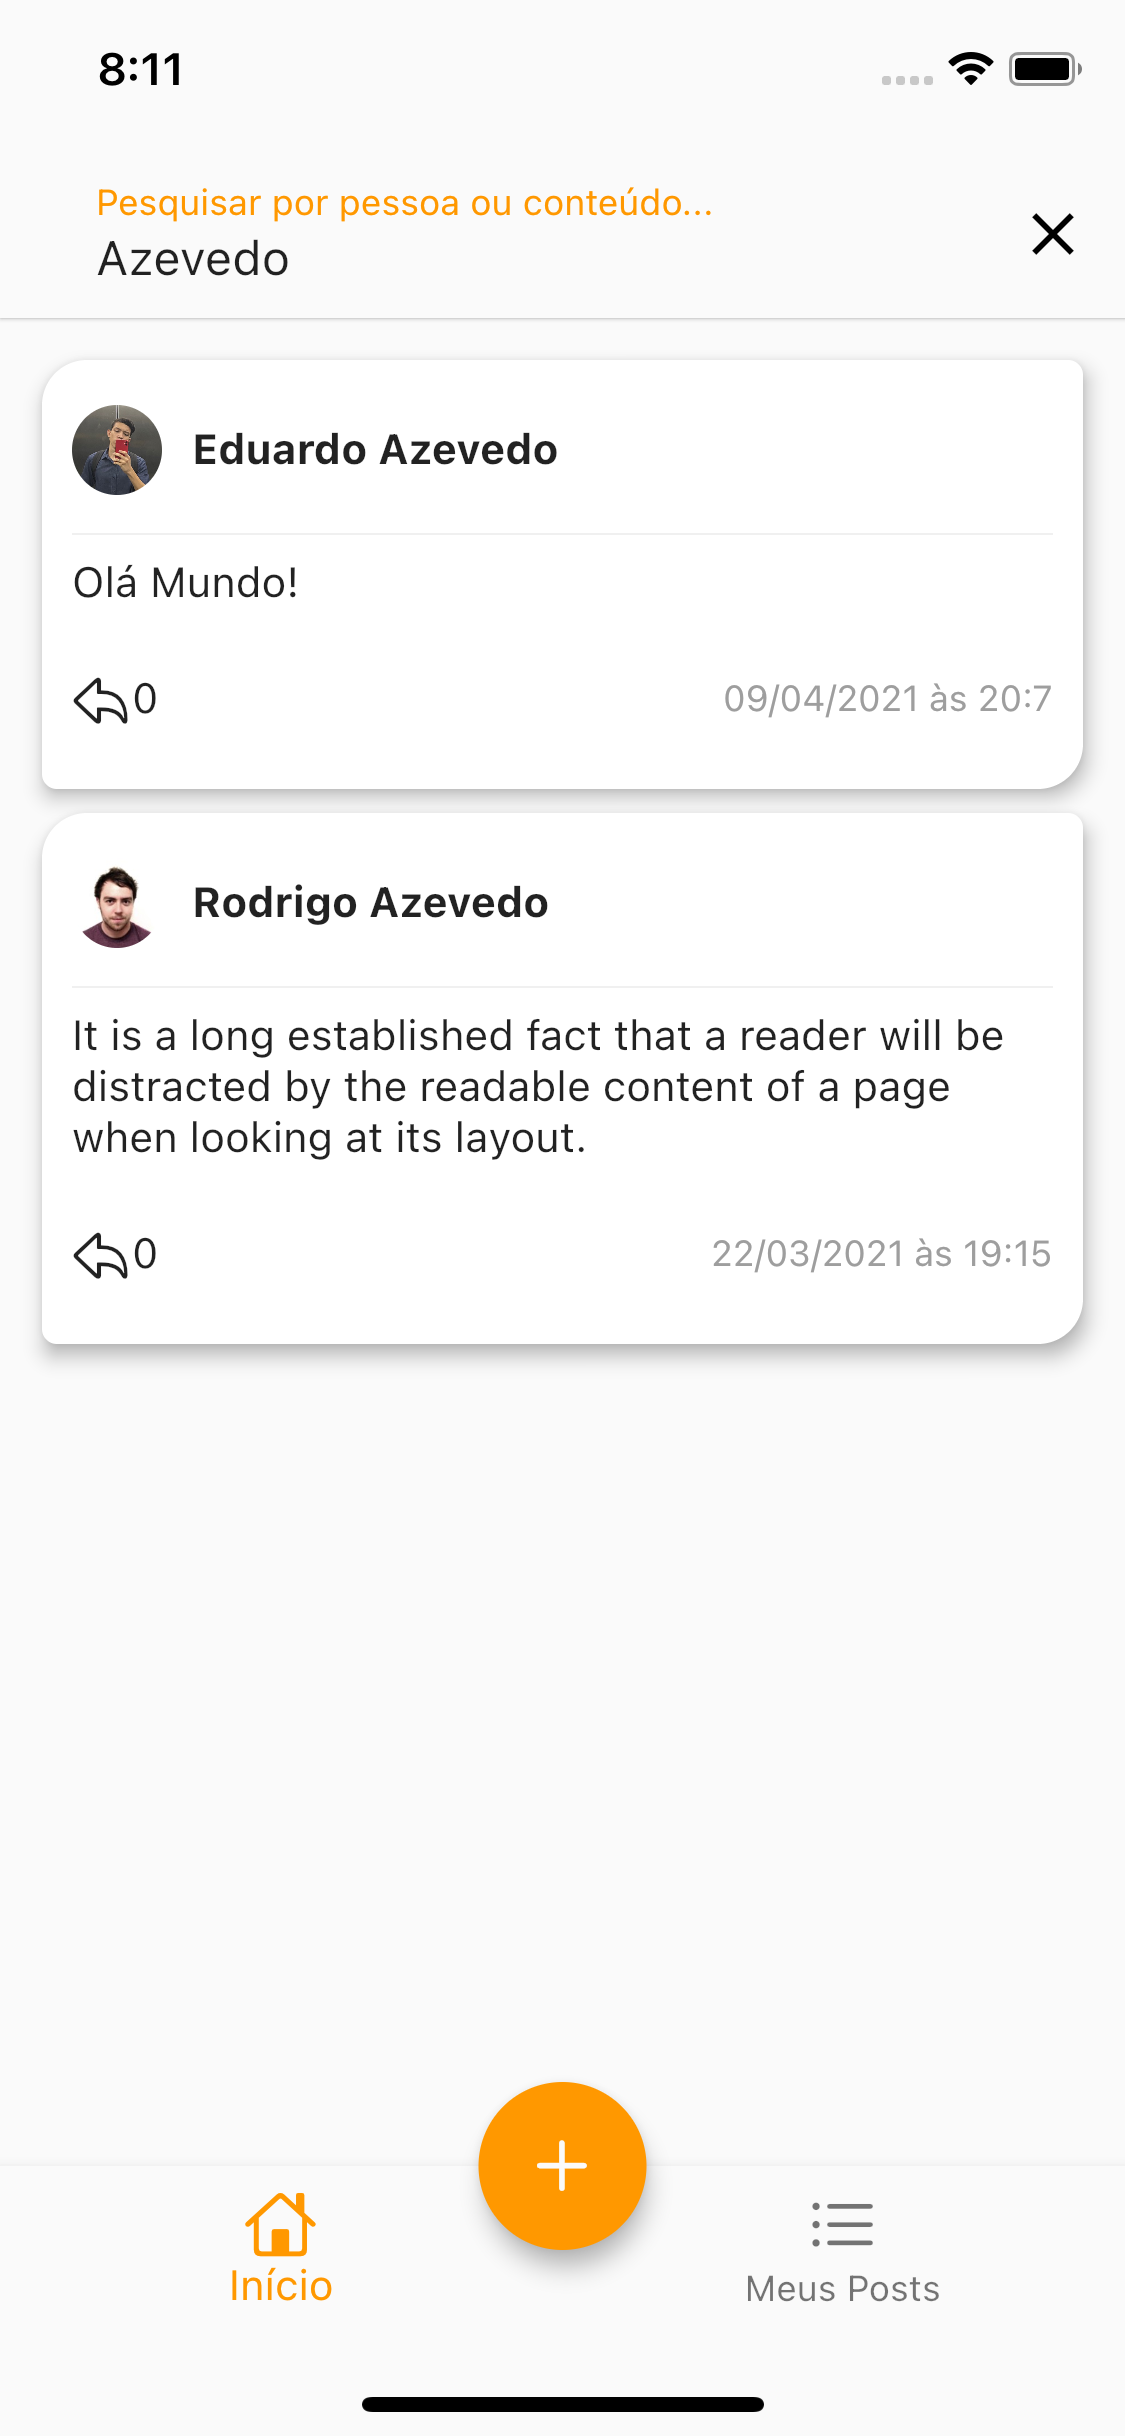 8:11
Pesquisar por pessoa ou conteúdo...
Azevedo
Eduardo Azevedo
Olá Mundo!
0
09/04/2021 às 20:7
Rodrigo Azevedo
It is a long established fact that a reader will be
distracted by the readable content of a page
when looking at its layout.
0
22/03/2021 às 19:15
Início
Meus Posts